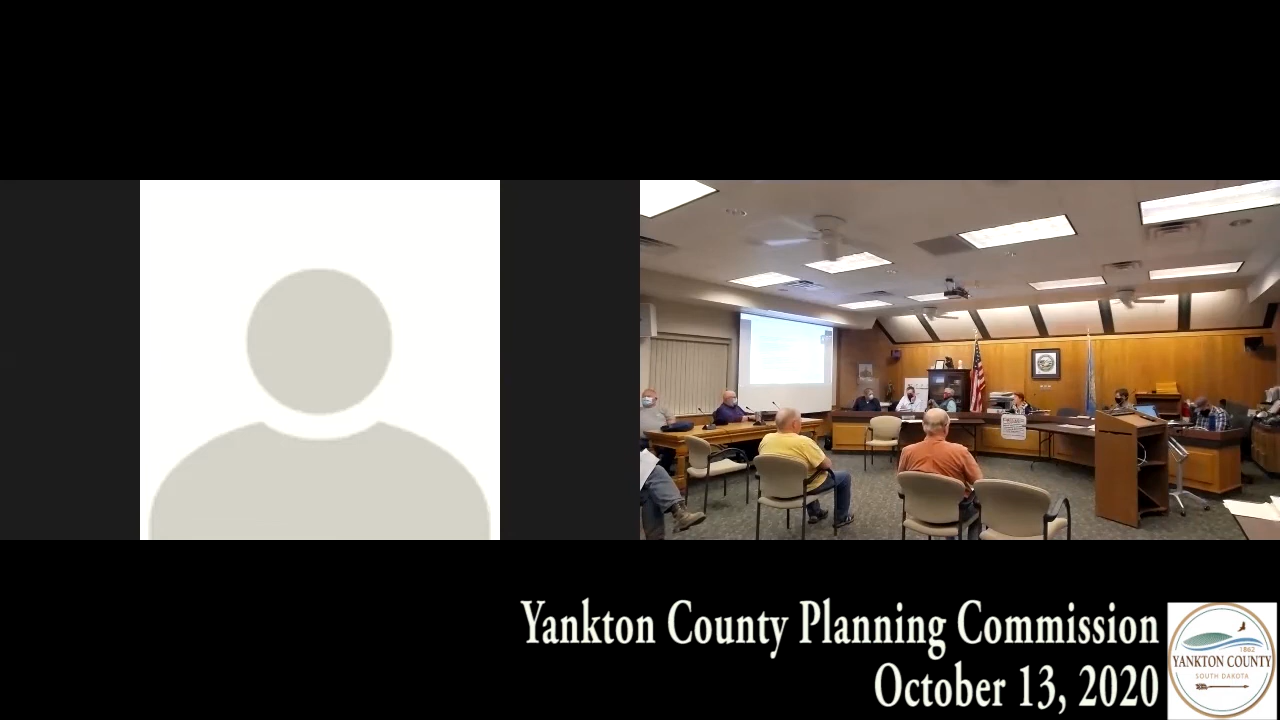 Yankton County Planning Commission
October 13, 2020
1862
YANKTON COUNTY
SOUTH DAKOTA